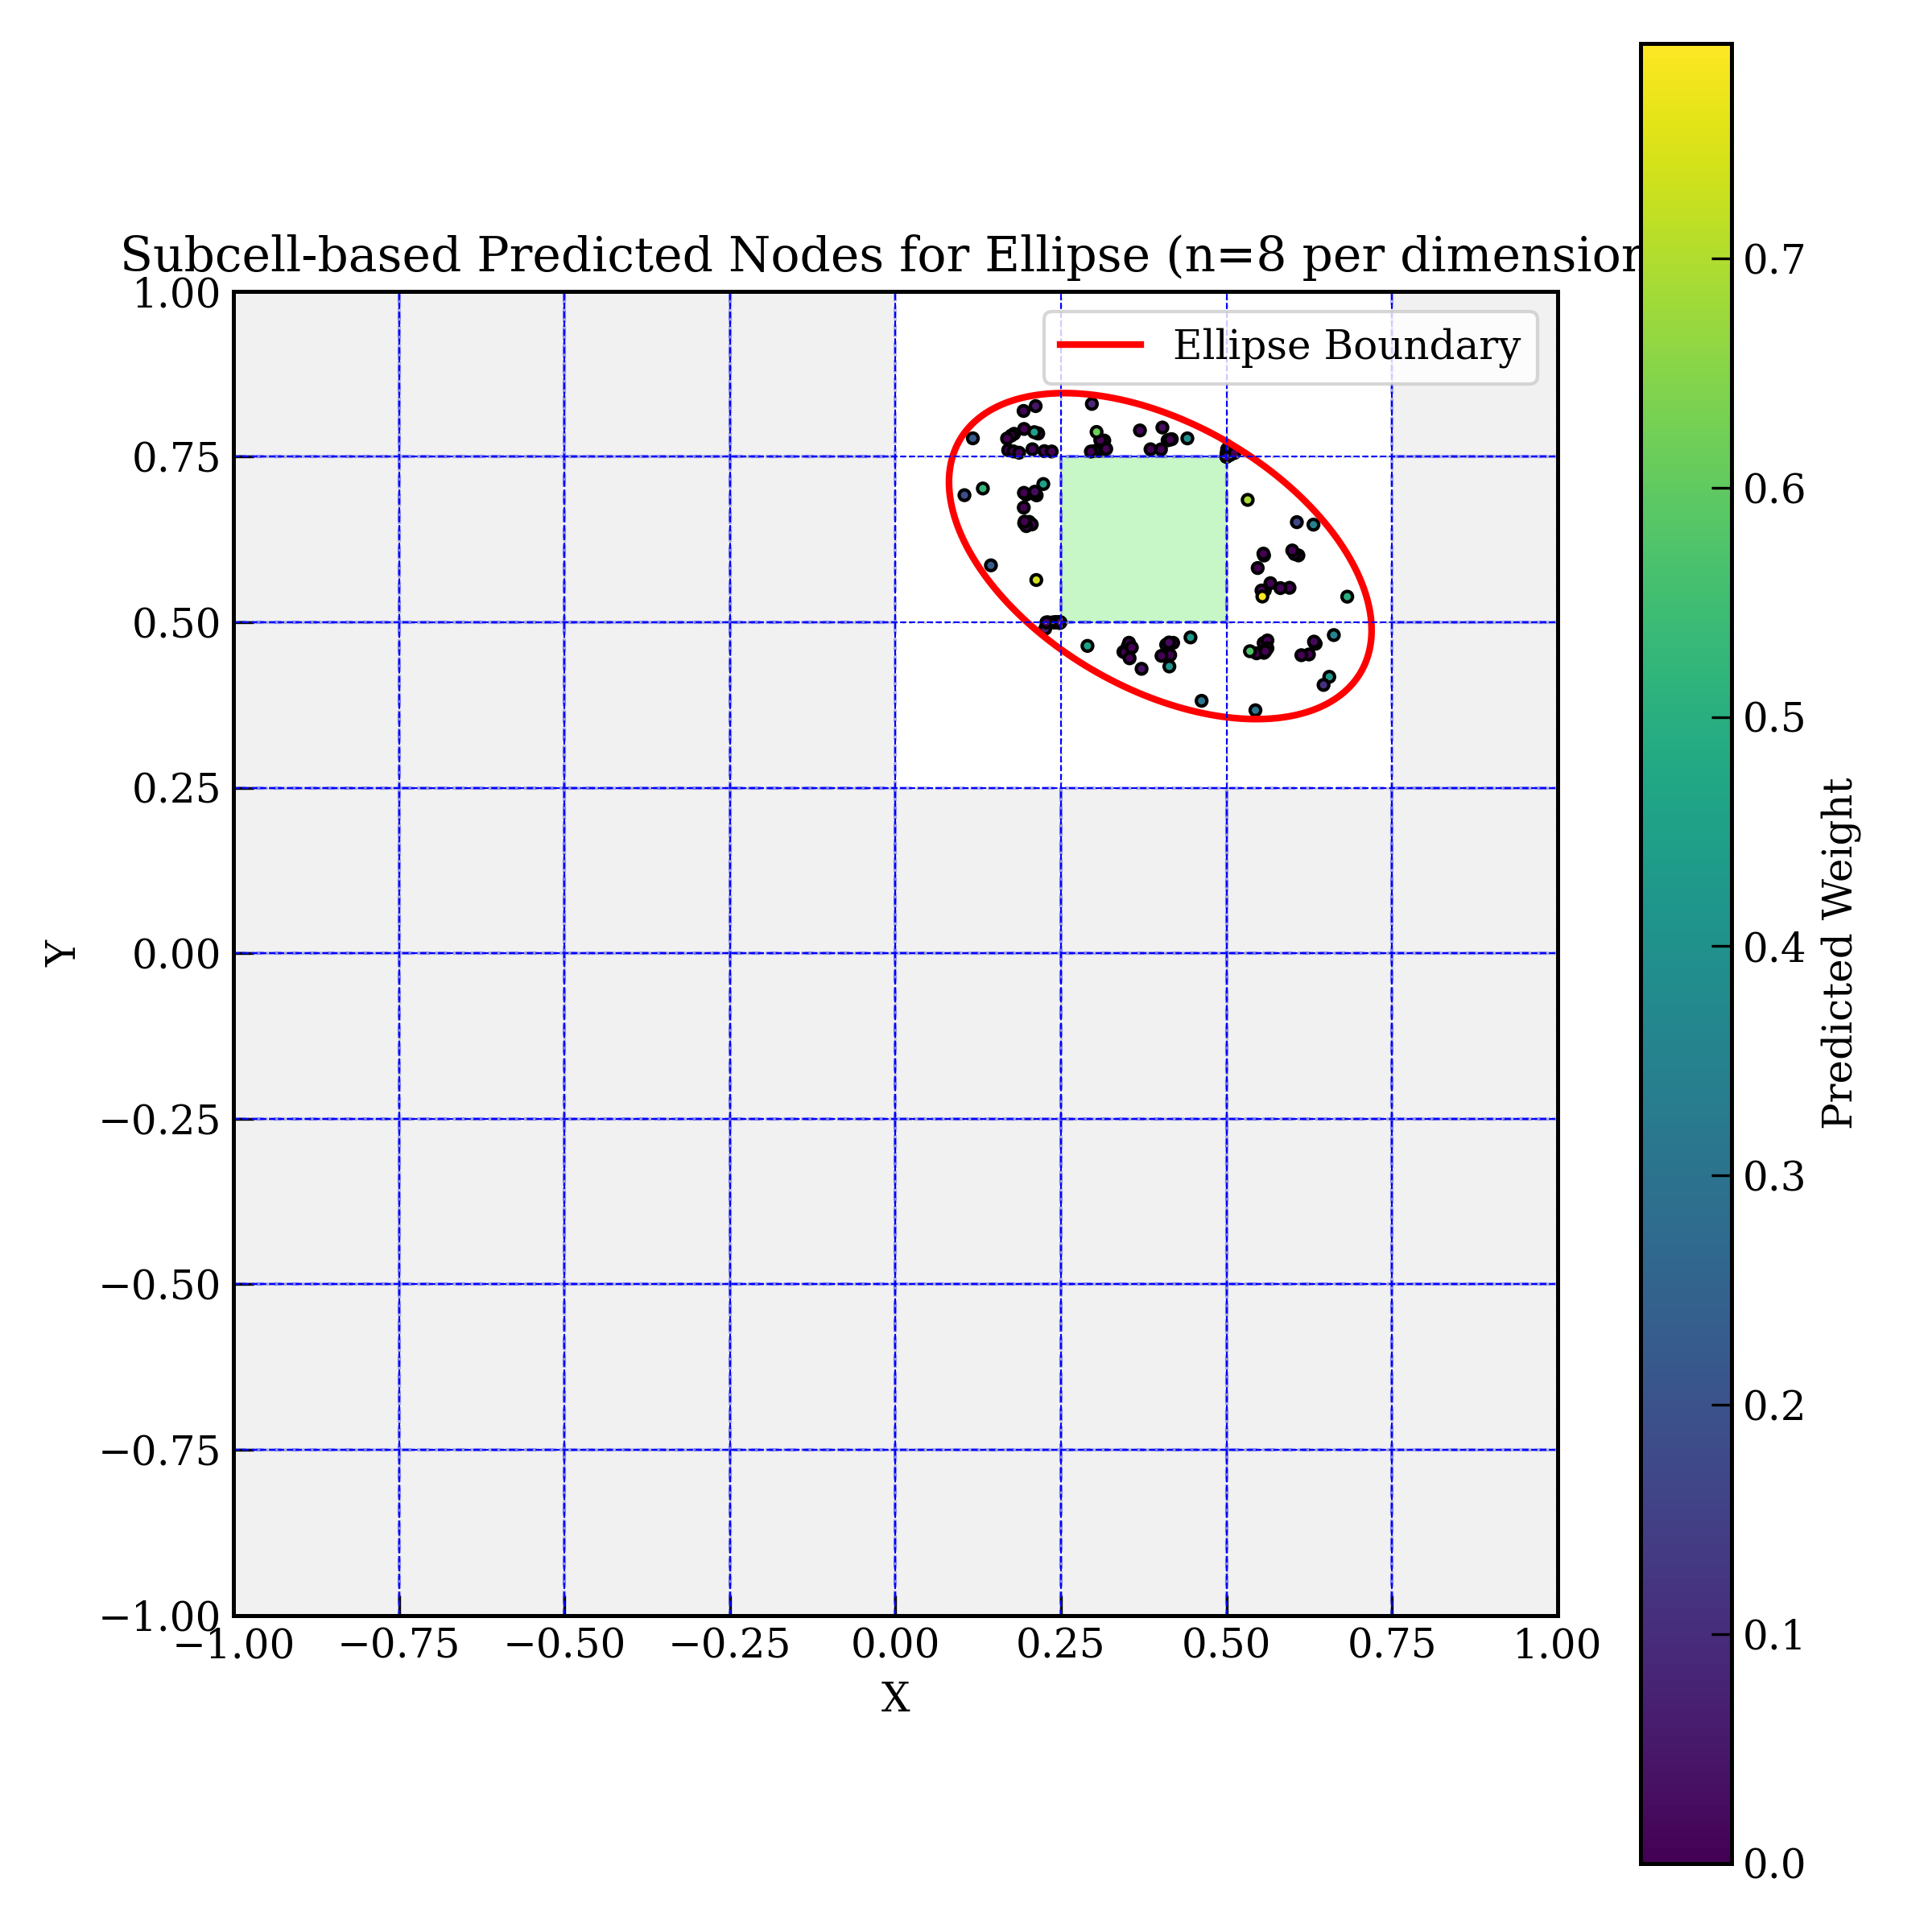 Subcell-based Predicted Nodes for Ellipse (n=8 per dimension
Ellipse Boundary
1.00
0.75
0.50
0.25
0.00
−0.25
−0.50
−0.75
−1.00
Y
−1.00 −0.75 −0.50 −0.25 0.00 0.25 0.50 0.75 1.00
X
0.7
0.6
0.5
0.4
0.3
0.2
0.1
0.0
Predicted Weight